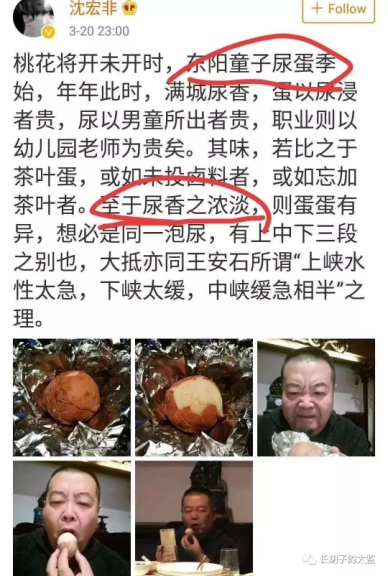 沈宏非
3-20 23:00
+ Follow
桃花将开未开时，东阳童子尿蛋季
始，年年此时，满城尿香，蛋以尿浸
者贵，尿以男童所出者贵，职业则以
幼儿园老师为贵矣。其味，若比之于
茶叶蛋，或如未投卤料者，或如忘加
茶叶者。至于尿香之浓淡，则蛋蛋有
异，想必是同一泡尿，有上中下三段
之别也，大抵亦同王安石所谓“上峡水
性太急，下峡太缓，中峡缓急相半”之
理。
长胡子的太监